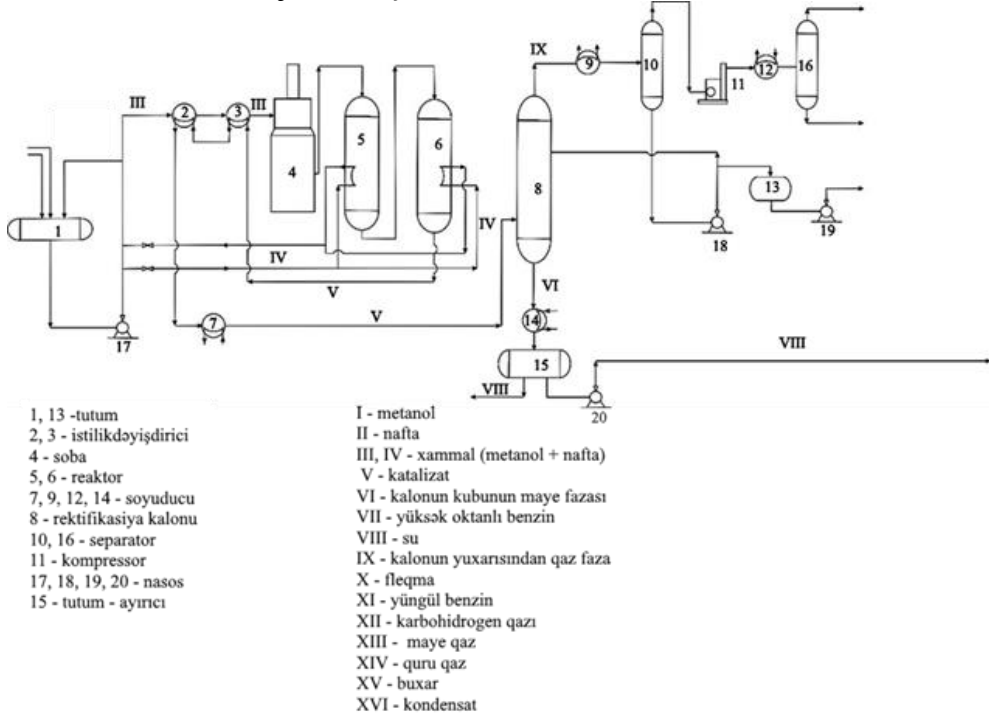 IX
9
10
11
12
16
III
2
3
III
4
5
6
8
13
1
IV
IV
18
19
V
VI
17
7
V
14
VIII
15
VIII
20
1, 13 -tutum
2, 3 - istilikdəyişdirici
4 - soba
5, 6 - reaktor
7, 9, 12, 14 - soyuducu
8 - rektifikasiya kalonu
10, 16 - separator
11 - kompressor
17, 18, 19, 20 - nasos
15 - tutum - ayırıcı
I - metanol
II - nafta
III, IV - xammal (metanol + nafta)
V - katalizat
VI - kalonun kubunun maye fazası
VII - yüksək oktanlı benzin
VIII - su
IX - kalonun yuxarısından qaz faza
X - fleqma
XI - yüngül benzin
XII - karbohidrogen qazı
XIII - maye qaz
XIV - quru qaz
XV - buxar
XVI - kondensat